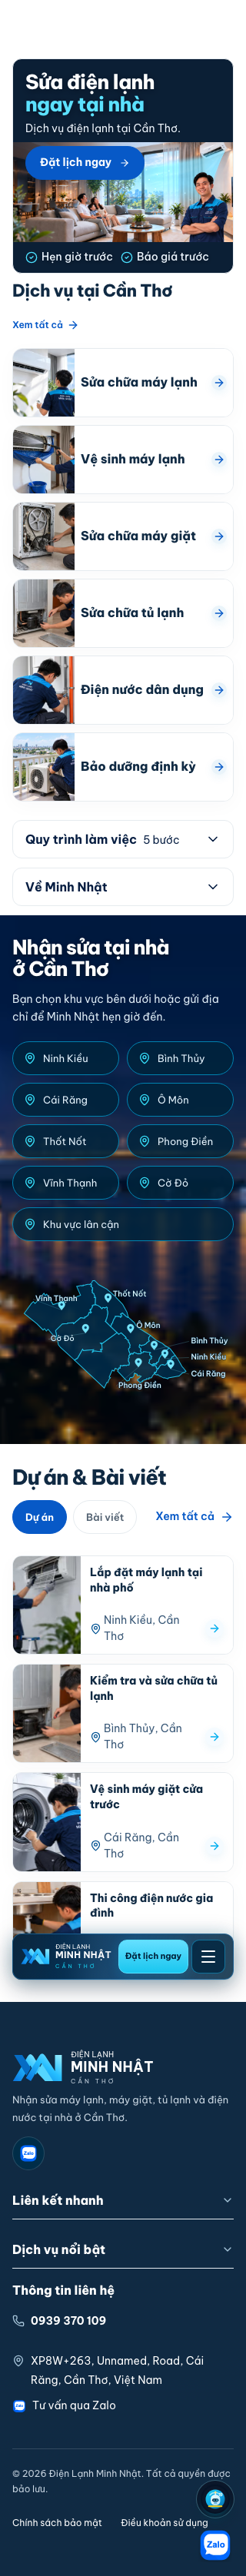 Sửa điện lạnh
ngay tại nhà
Dịch vụ điện lạnh tại Cần Thơ.
Đặt lịch ngay
Hẹn giờ trước
Báo giá trước
Dịch vụ tại Cần Thơ
Xem tất cả
Sửa chữa máy lạnh
Vệ sinh máy lạnh
Sửa chữa máy giặt
Sửa chữa tủ lạnh
Điện nước dân dụng
Bảo dưỡng định kỳ
Quy trình làm việc 5 bước
Về Minh Nhật
Nhận sửa tại nhà
ở Cần Thơ
Bạn chọn khu vực bên dưới hoặc gửi địa
chỉ để Minh Nhật hẹn giờ đến.
Ninh Kiều
Bình Thủy
Cái Răng
Ô Môn
Thốt Nốt
Phong Điền
Vĩnh Thạnh
Cờ Đỏ
Khu vực lân cận
Thốt Nốt
Vĩnh Thạnh
Ô Môn
Cờ Đỏ
Bình Thủy
Ninh Kiều
Cái Răng
Phong Điền
Dự án & Bài viết
Dự án
Bài viết
Xem tất cả
Lắp đặt máy lạnh tại
nhà phố
Ninh Kiều, Cần
Thơ
Kiểm tra và sửa chữa tủ
lạnh
Bình Thủy, Cần
Thơ
Vệ sinh máy giặt cửa
trước
Cái Răng, Cần
Thơ
Thi công điện nước gia
đình
ĐIỆN LẠNH
MINH NHẬT
CẦN THƠ
Đặt lịch ngay
ĐIỆN LẠNH
MINH NHẬT
CẦN THƠ
Nhận sửa máy lạnh, máy giặt, tủ lạnh và điện
nước tại nhà ở Cần Thơ.
Zalo
Liên kết nhanh
Dịch vụ nổi bật
Thông tin liên hệ
0939 370 109
XP8W+263, Unnamed, Road, Cái
Răng, Cần Thơ, Việt Nam
Zalo
Tư vấn qua Zalo
© 2026 Điện Lạnh Minh Nhật. Tất cả quyền được
bảo lưu.
Chính sách bảo mật
Điều khoản sử dụng
Zalo